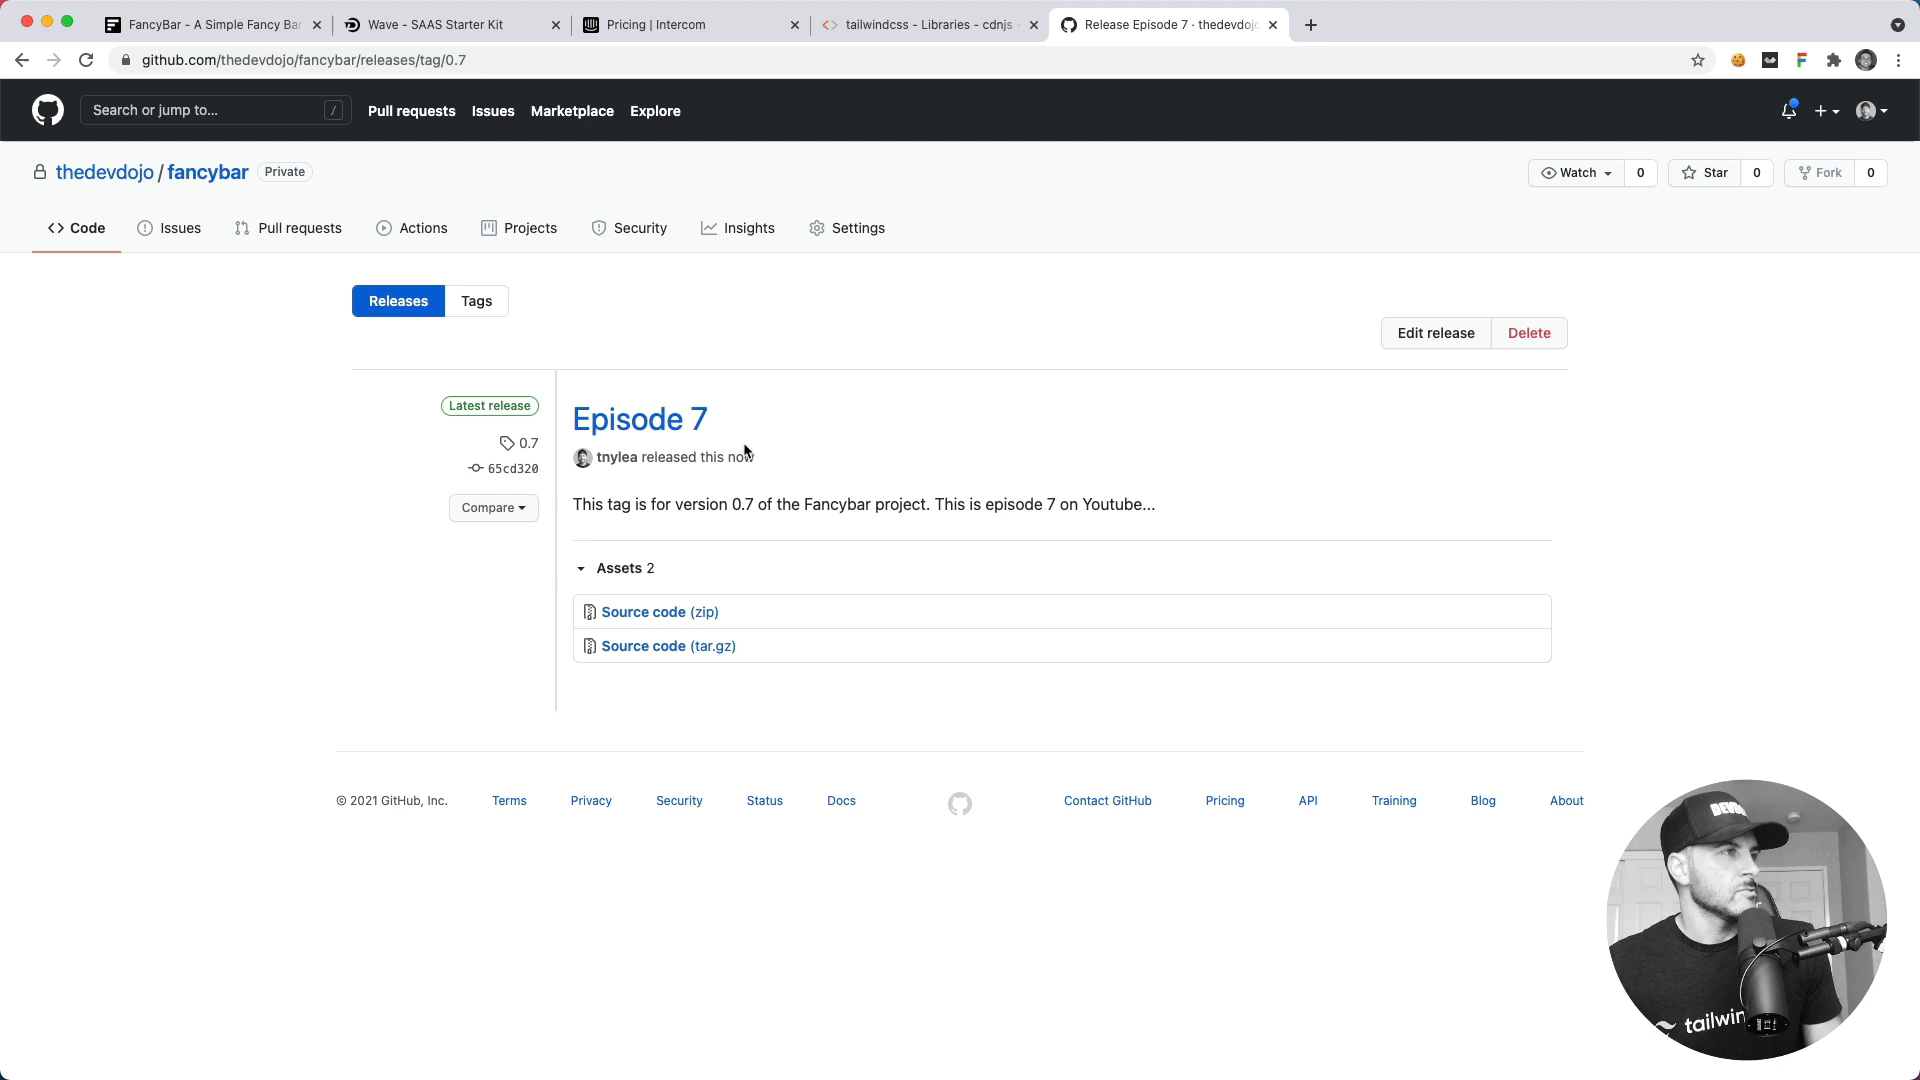 FancyBar - A Simple Fancy Bar
Wave - SAAS Starter Kit
Pricing | Intercom
tailwindcss - Libraries - cdnjs -
Release Episode 7 · thedevdojo
github.com/thedevdojo/fancybar/releases/tag/0.7
Search or jump to... /
Pull requests Issues Marketplace Explore
thedevdojo / fancybar Private
Watch 0 Star 0 Fork 0
Code Issues Pull requests Actions Projects Security Insights Settings
Releases Tags
Edit release Delete
Latest release
0.7
65cd320
Compare
Episode 7
tnylea released this now
This tag is for version 0.7 of the Fancybar project. This is episode 7 on Youtube...
Assets 2
Source code (zip)
Source code (tar.gz)
© 2021 GitHub, Inc. Terms Privacy Security Status Docs Contact GitHub Pricing API Training Blog About
tailwin